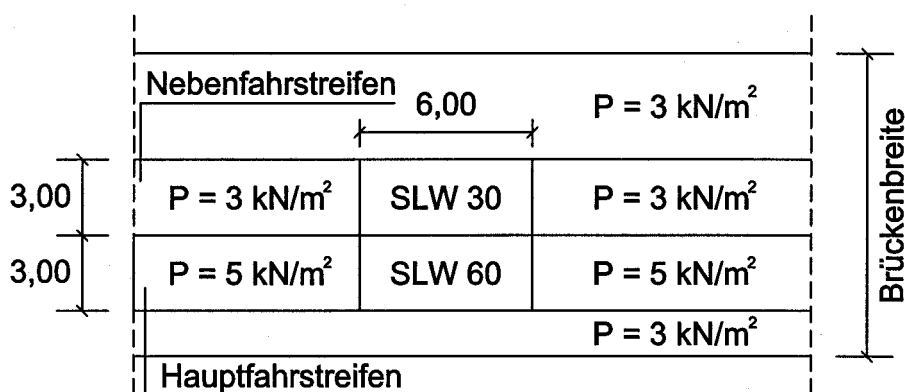 Nebenfahrstreifen
6,00
P = 3 kN/m²
3,00
P = 3 kN/m²
SLW 30
P = 3 kN/m²
3,00
P = 5 kN/m²
SLW 60
P = 5 kN/m²
P = 3 kN/m²
Hauptfahrstreifen
Brückenbreite